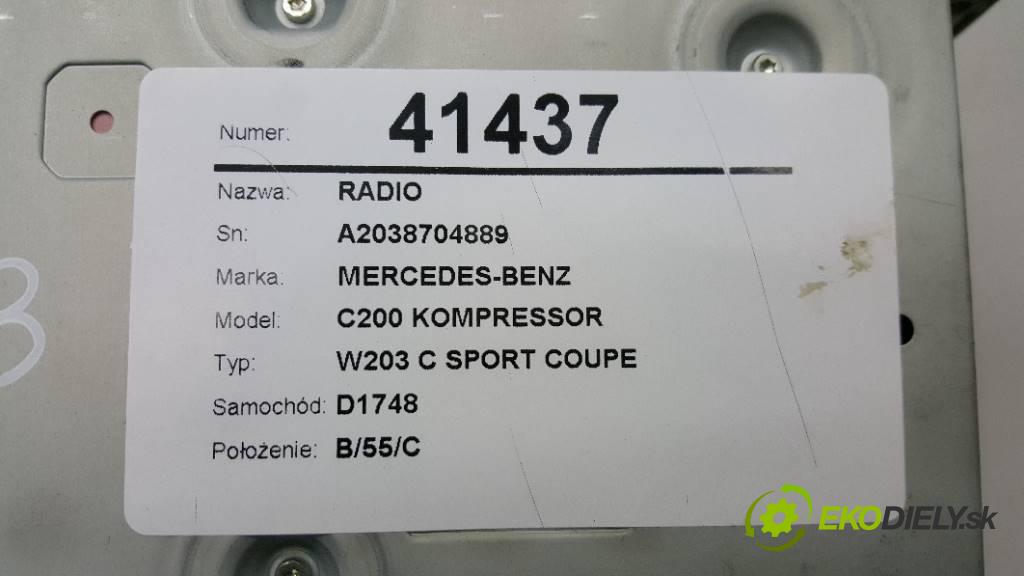 Numer: 41437
Nazwa: RADIO
Sn: A2038704889
Marka: MERCEDES-BENZ
Model: C200 KOMPRESSOR
Typ: W203 C SPORT COUPE
Samochód: D1748
Położenie: B/55/C
3
EKODIELY.sk